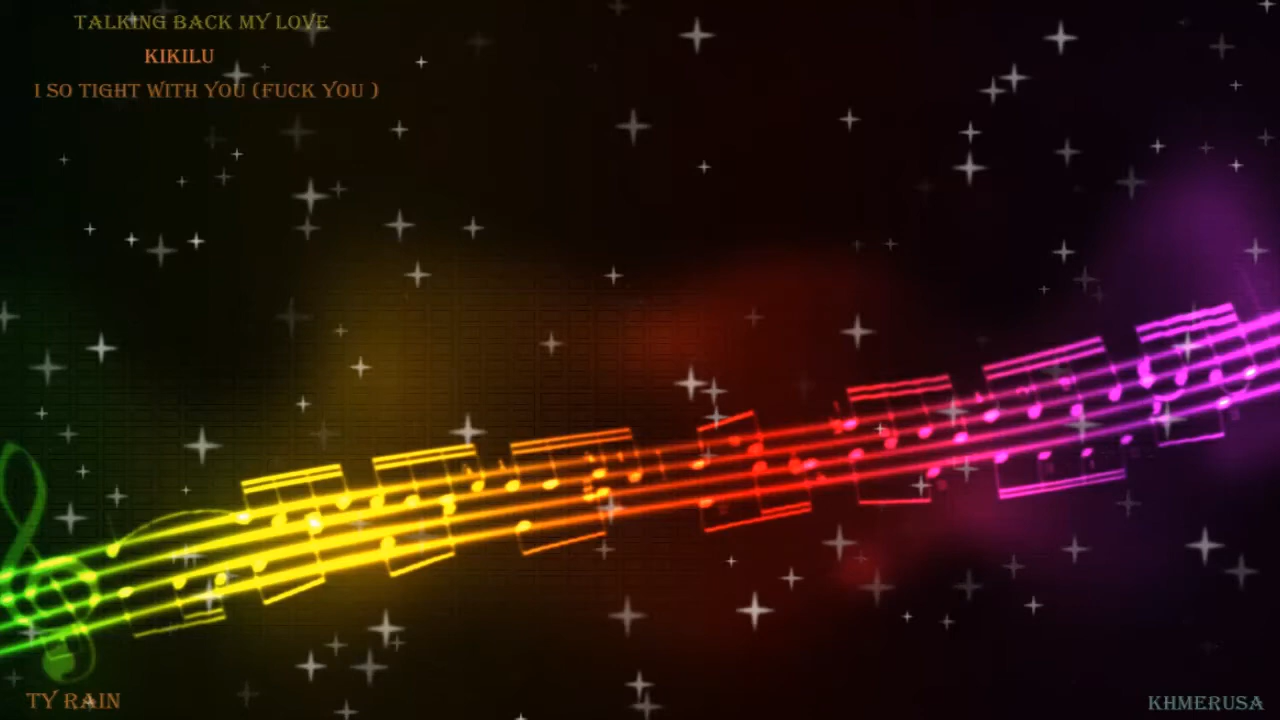 TALKING BACK MY LOVE
KIKILU
I SO TIGHT WITH YOU (FUCK YOU )
TY RAIN
KHMERUSA